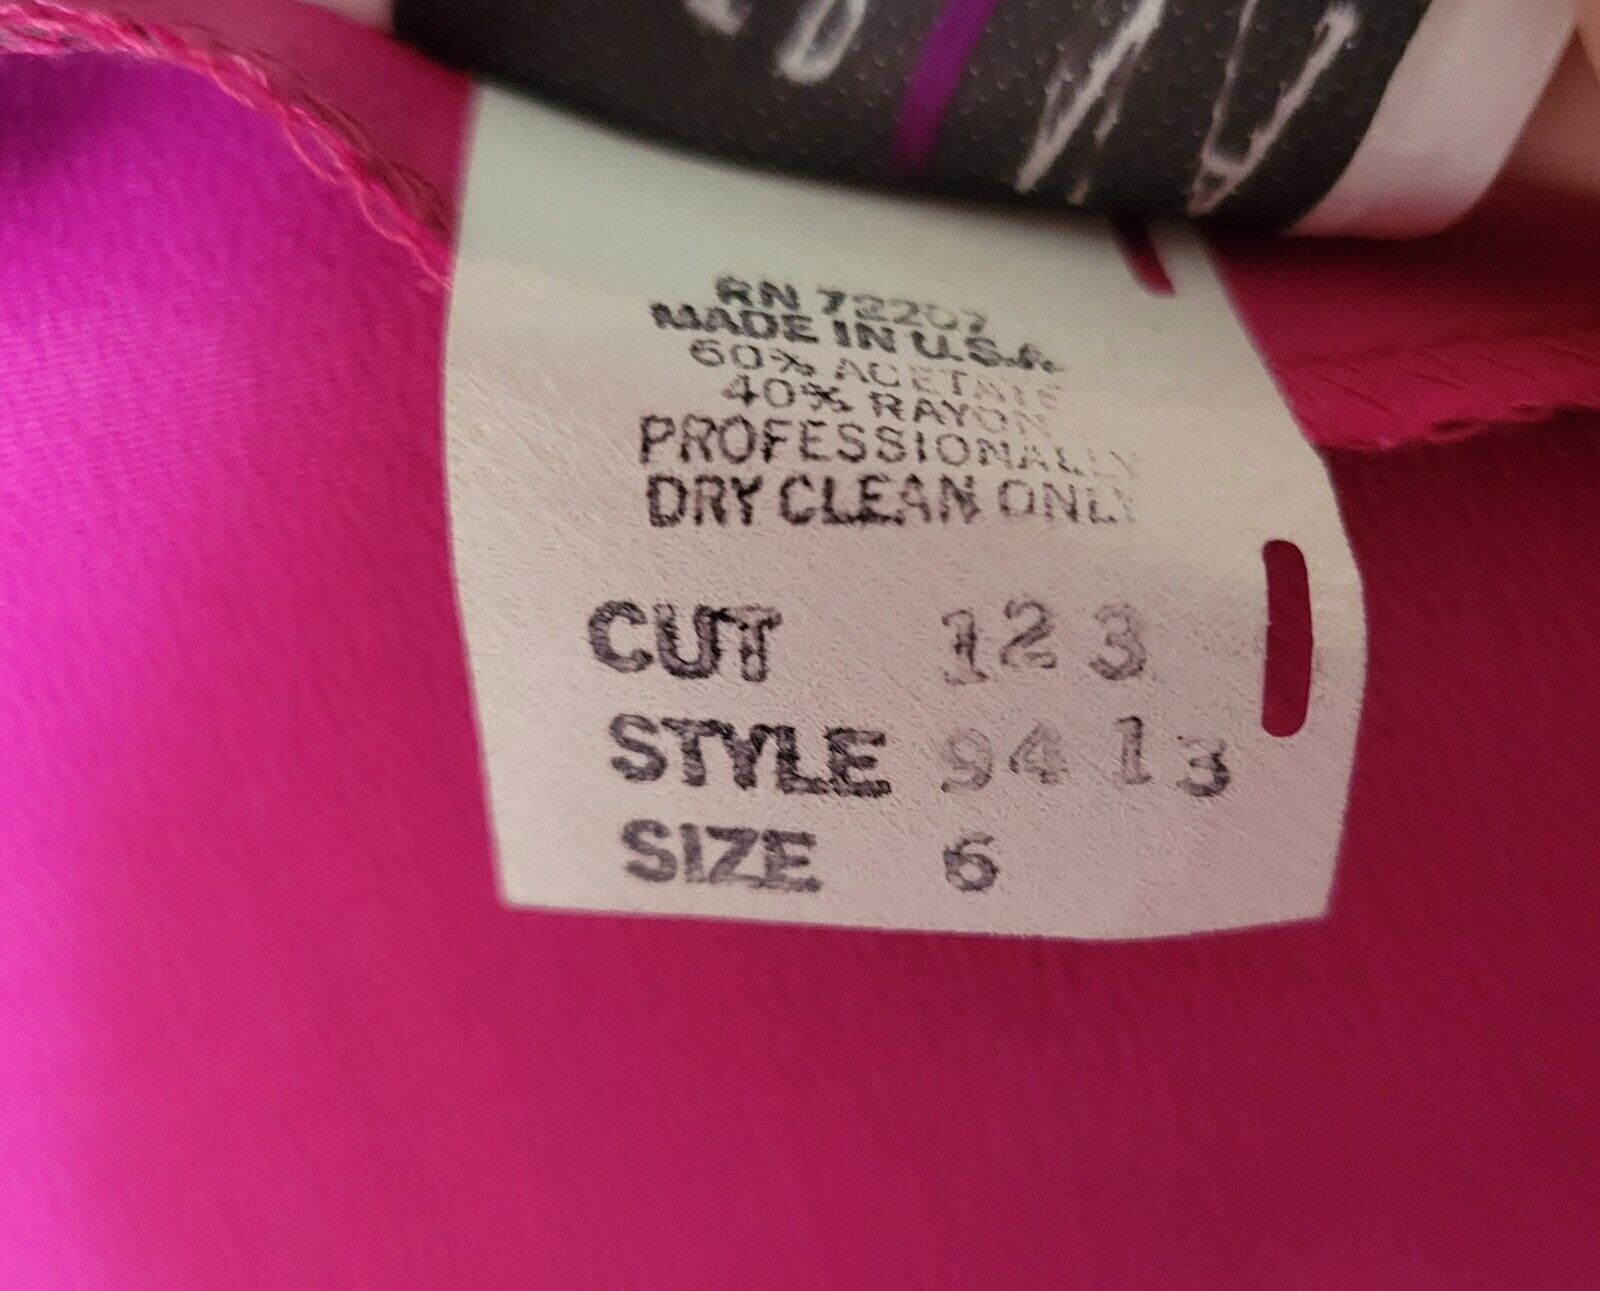 RN 72207
MADE IN U.S.A.
60% ACETATE
40% RAYON
PROFESSIONALLY
DRY CLEAN ONLY
CUT 123
STYLE 9413
SIZE 6